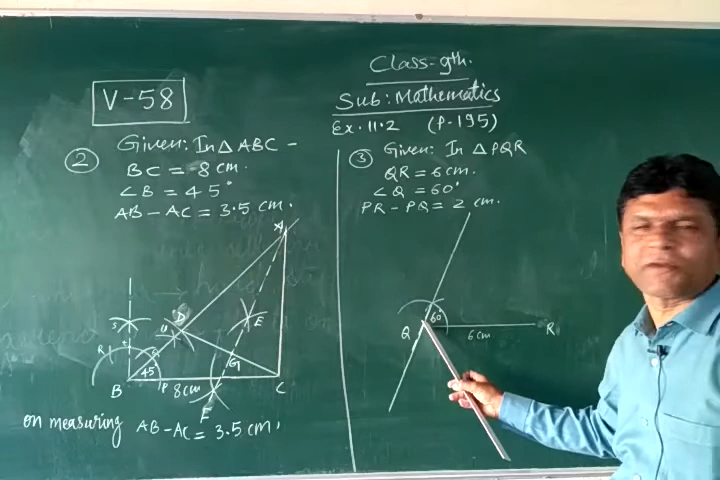 Class-9th.
Sub: Mathematics
Ex. 11.2 (P-195)
V-58
2 Given: In △ ABC -
BC = 8 cm.
∠B = 45°
AB - AC = 3.5 cm.
A
D
S
U
E
R
T
45
G
B
P
8cm
C
F
on measuring AB - AC = 3.5 cm.
3 Given: In △ PQR
QR = 6 cm.
∠Q = 60°
PR - PQ = 2 cm.
60°
Q
6 cm
R